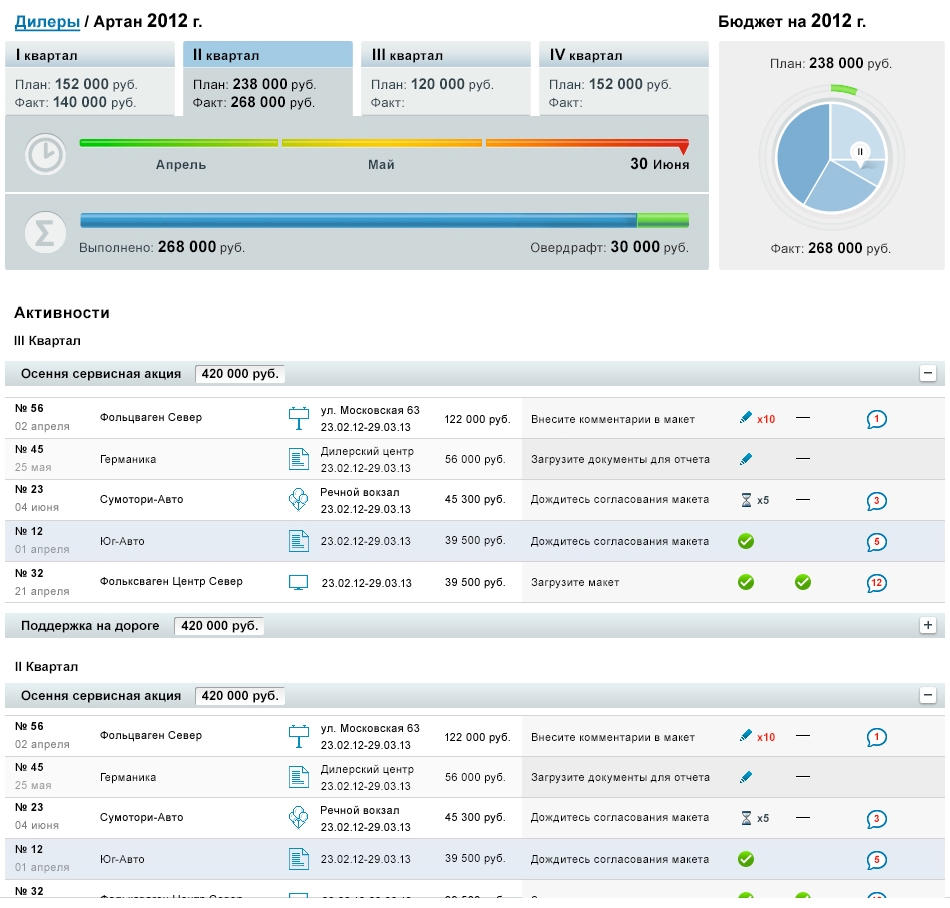 Дилеры / Артан 2012 г.
Бюджет на 2012 г.
I квартал
План: 152 000 руб.
Факт: 140 000 руб.
II квартал
План: 238 000 руб.
Факт: 268 000 руб.
III квартал
План: 120 000 руб.
Факт:
IV квартал
План: 152 000 руб.
Факт:
План: 238 000 руб.
II
Факт: 268 000 руб.
Апрель
Май
30 Июня
Σ
Выполнено: 268 000 руб.
Овердрафт: 30 000 руб.
Активности
III Квартал
Осення сервисная акция 420 000 руб.
№ 56
02 апреля
Фольцваген Север
ул. Московская 63
23.02.12-29.03.13
122 000 руб.
Внесите комментарии в макет
x10
—
1
№ 45
25 мая
Германика
Дилерский центр
23.02.12-29.03.13
56 000 руб.
Загрузите документы для отчета
—
№ 23
04 июня
Сумотори-Авто
Речной вокзал
23.02.12-29.03.13
45 300 руб.
Дождитесь согласования макета
x5
—
3
№ 12
01 апреля
Юг-Авто
23.02.12-29.03.13
39 500 руб.
Дождитесь согласования макета
5
№ 32
21 апреля
Фольксваген Центр Север
23.02.12-29.03.13
39 500 руб.
Загрузите макет
12
Поддержка на дороге 420 000 руб.
II Квартал
Осення сервисная акция 420 000 руб.
№ 56
02 апреля
Фольцваген Север
ул. Московская 63
23.02.12-29.03.13
122 000 руб.
Внесите комментарии в макет
x10
—
1
№ 45
25 мая
Германика
Дилерский центр
23.02.12-29.03.13
56 000 руб.
Загрузите документы для отчета
—
№ 23
04 июня
Сумотори-Авто
Речной вокзал
23.02.12-29.03.13
45 300 руб.
Дождитесь согласования макета
x5
—
3
№ 12
01 апреля
Юг-Авто
23.02.12-29.03.13
39 500 руб.
Дождитесь согласования макета
5
№ 32